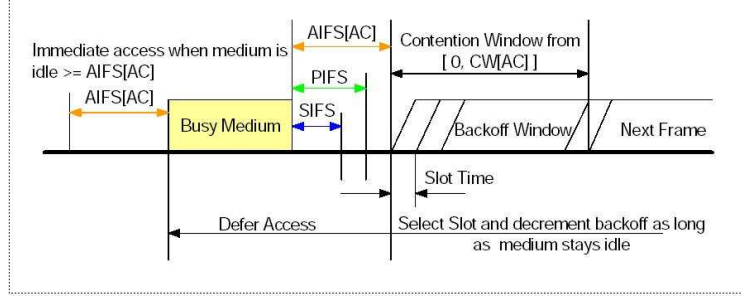 AIFS[AC]
Immediate access when medium is
idle >= AIFS[AC]
Contention Window from
[ 0, CW[AC] ]
AIFS[AC]
PIFS
SIFS
Busy Medium
Backoff Window
Next Frame
Slot Time
Defer Access
Select Slot and decrement backoff as long
as medium stays idle